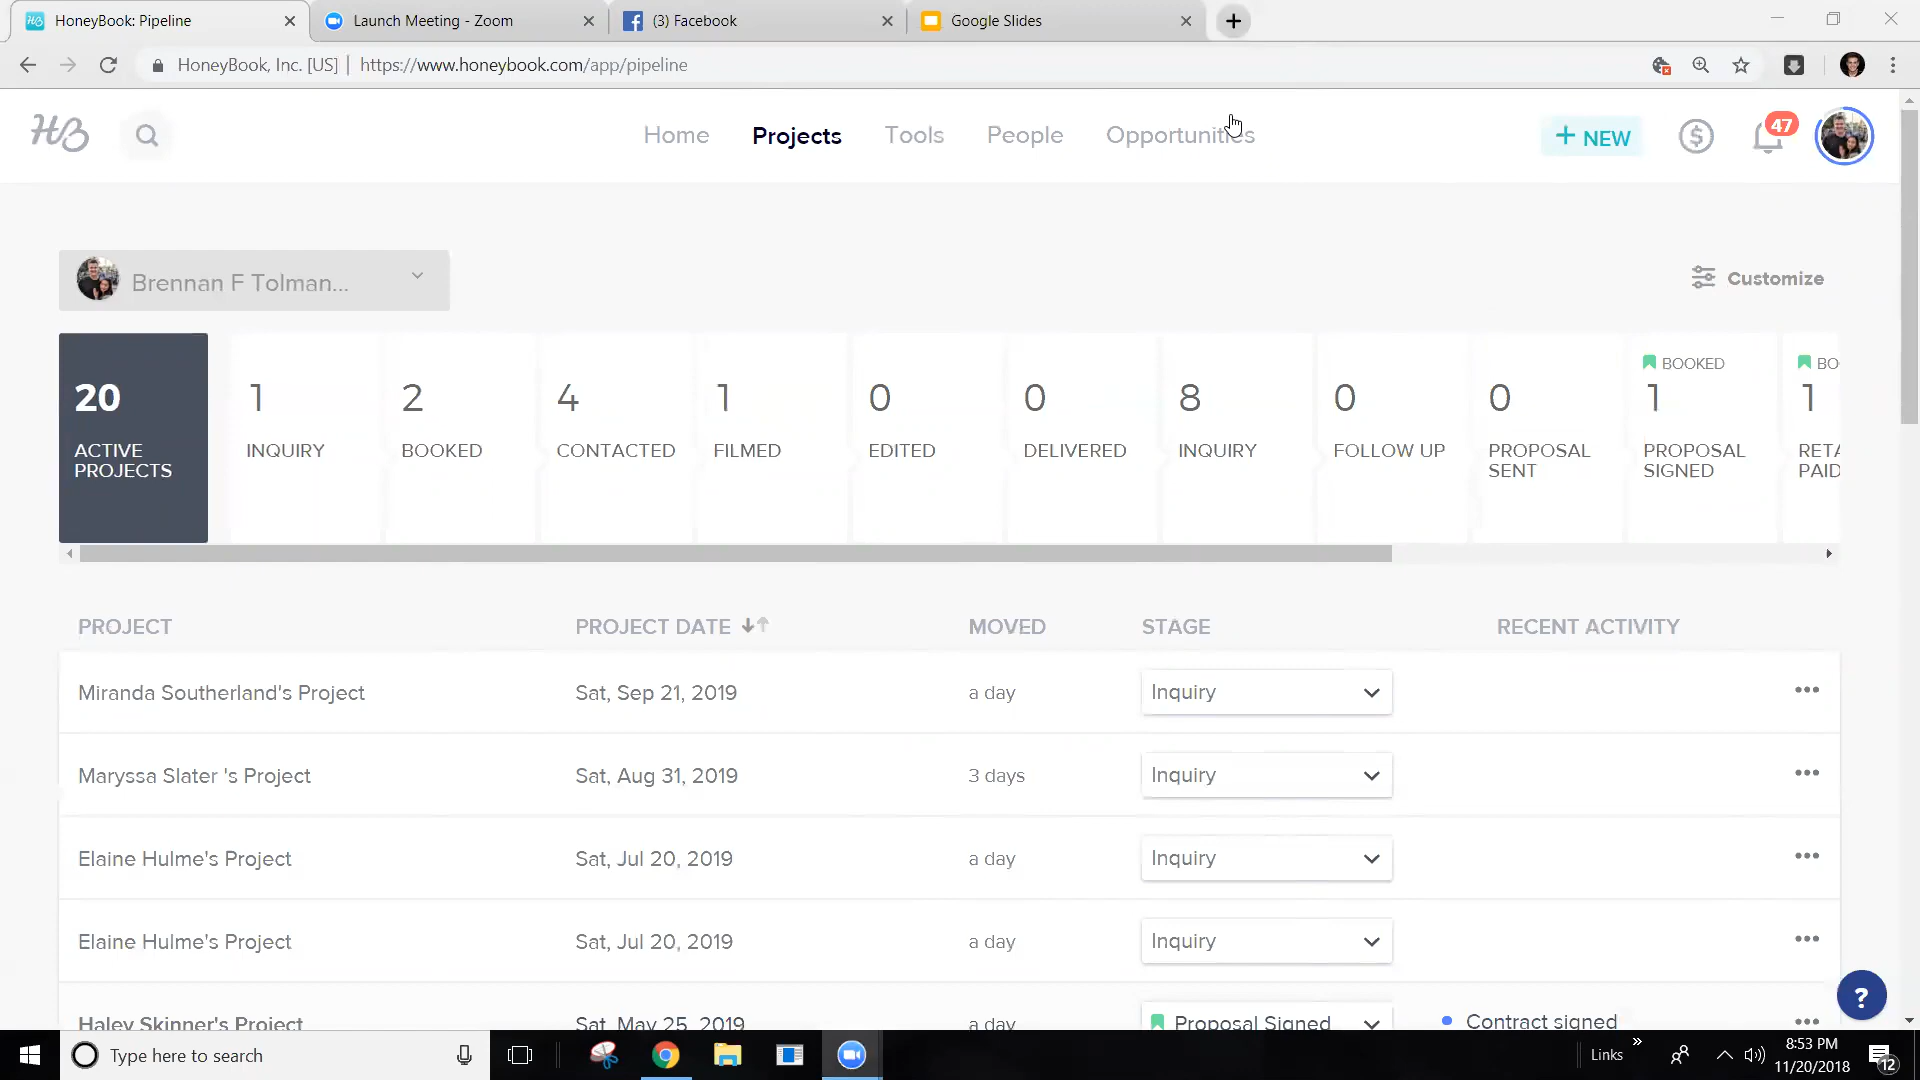 HoneyBook: Pipeline
Launch Meeting - Zoom
(3) Facebook
Google Slides
HoneyBook, Inc. [US] | https://www.honeybook.com/app/pipeline
HB
Home
Projects
Tools
People
Opportunities
+ NEW
47
Brennan F Tolman...
Customize
20
ACTIVE
PROJECTS
1
INQUIRY
2
BOOKED
4
CONTACTED
1
FILMED
0
EDITED
0
DELIVERED
8
INQUIRY
0
FOLLOW UP
0
PROPOSAL
SENT
BOOKED
1
PROPOSAL
SIGNED
BO
1
RETA
PAID
PROJECT
PROJECT DATE
MOVED
STAGE
RECENT ACTIVITY
Miranda Southerland's Project
Sat, Sep 21, 2019
a day
Inquiry
Maryssa Slater 's Project
Sat, Aug 31, 2019
3 days
Inquiry
Elaine Hulme's Project
Sat, Jul 20, 2019
a day
Inquiry
Elaine Hulme's Project
Sat, Jul 20, 2019
a day
Inquiry
Haley Skinner's Project
Sat, May 25, 2019
a day
Proposal Signed
Contract signed
?
Type here to search
Links
8:53 PM
11/20/2018
12